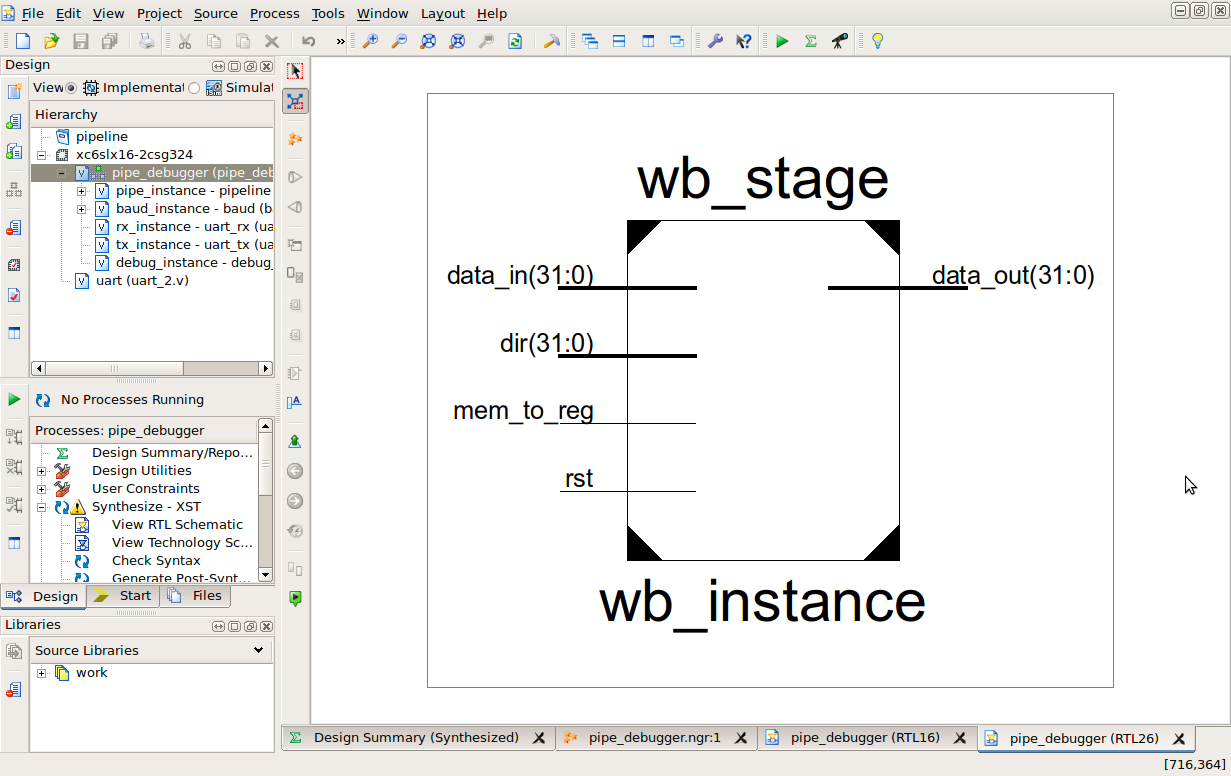 File Edit View Project Source Process Tools Window Layout Help
»
Design
View Implementat Simulat
Hierarchy
pipeline
xc6slx16-2csg324
pipe_debugger (pipe_deb
pipe_instance - pipeline
baud_instance - baud (b
rx_instance - uart_rx (ua
tx_instance - uart_tx (ua
debug_instance - debug_
uart (uart_2.v)
No Processes Running
Processes: pipe_debugger
Design Summary/Repo...
Design Utilities
User Constraints
Synthesize - XST
View RTL Schematic
View Technology Sc...
Check Syntax
Generate Post-Synt...
Design Start Files
Libraries
Source Libraries
work
wb_stage
data_in(31:0) data_out(31:0)
dir(31:0)
mem_to_reg
rst
wb_instance
Design Summary (Synthesized) pipe_debugger.ngr:1 pipe_debugger (RTL16) pipe_debugger (RTL26)
[716,364]